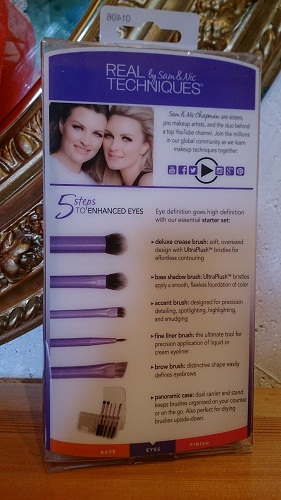 01406
REAL by Sam & Nic
TECHNIQUES®
Sam & Nic Chapman are sisters,
pro makeup artists, and the duo behind
a top YouTube channel. Join the millions
in our global community as we learn
makeup techniques together.
5 steps
TO ENHANCED EYES
Eye definition goes high definition
with our essential starter set:
deluxe crease brush: soft, oversized
design with UltraPlush™ bristles for
effortless contouring
base shadow brush: UltraPlush™ bristles
apply a smooth, flawless foundation of color
accent brush: designed for precision
detailing, spotlighting, highlighting,
and smudging
fine liner brush: the ultimate tool for
precision application of liquid or
cream eyeliner
brow brush: distinctive shape easily
defines eyebrows
panoramic case: dual carrier and stand
keeps brushes organized on your counter
or on the go. Also perfect for drying
brushes upside-down.
BASE EYES FINISH